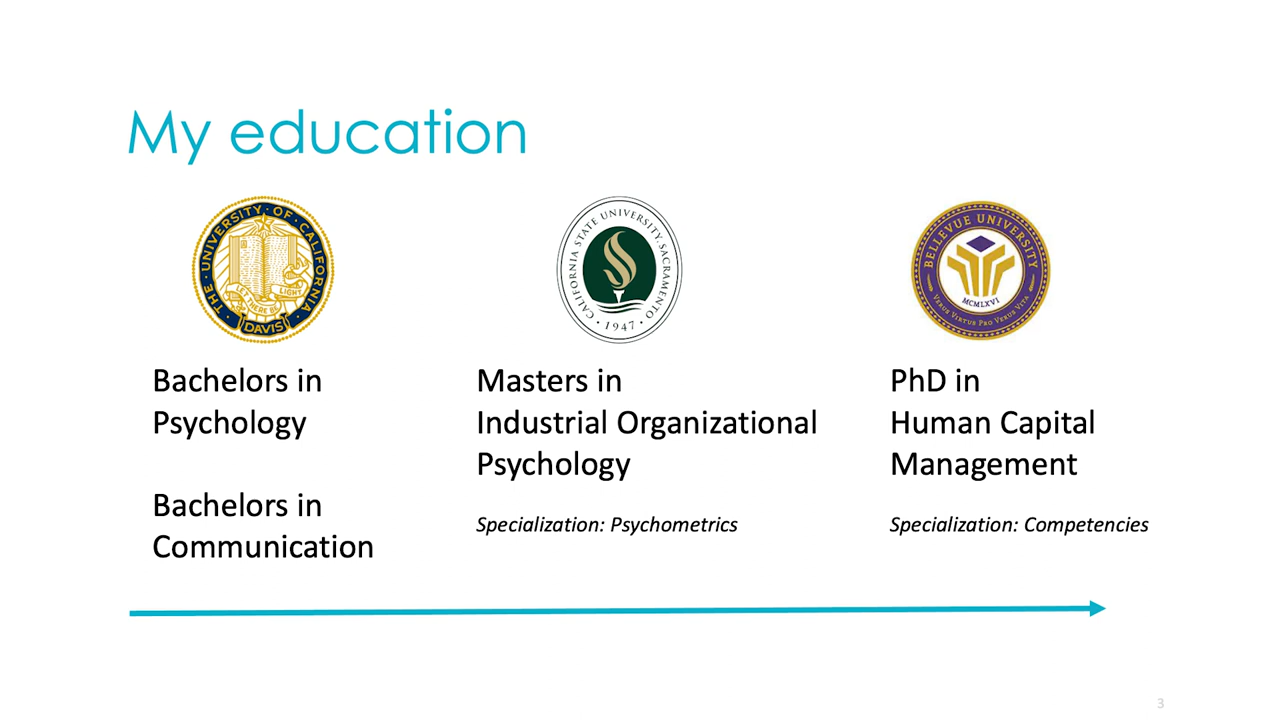 My education
THE UNIVERSITY OF CALIFORNIA
LET THERE BE LIGHT
DAVIS
CALIFORNIA STATE UNIVERSITY, SACRAMENTO
• 1947 •
BELLEVUE UNIVERSITY
MCMLXVI
VERUS VIRTUS PRO VERUS VITA
Bachelors in
Psychology
Bachelors in
Communication
Masters in
Industrial Organizational
Psychology
Specialization: Psychometrics
PhD in
Human Capital
Management
Specialization: Competencies
3